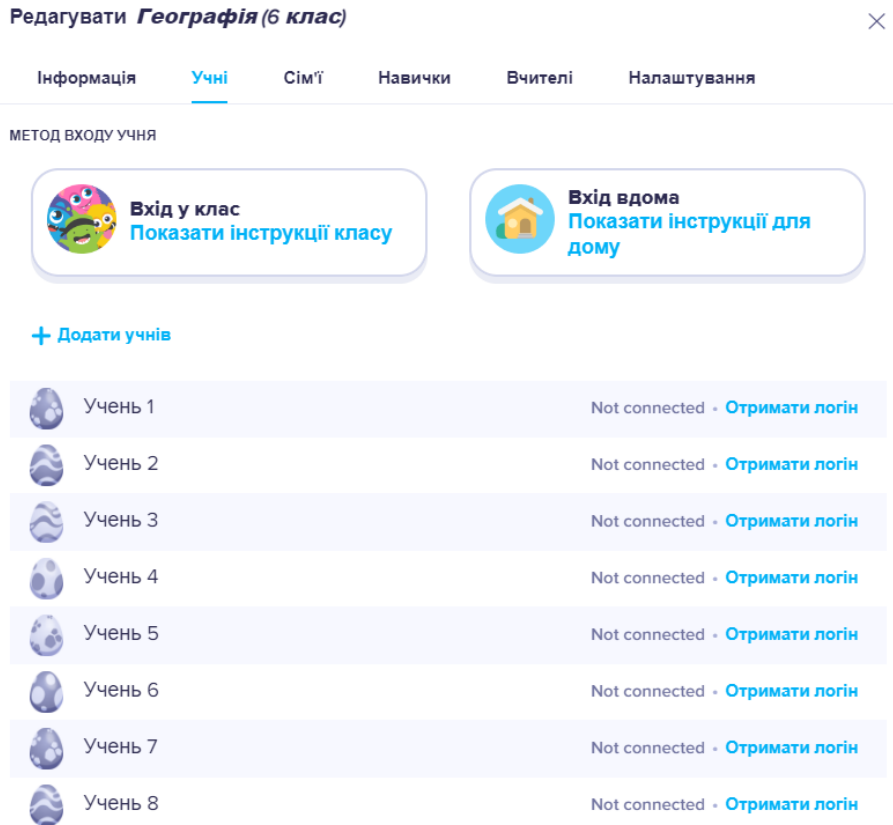 Редагувати Географія (6 клас)
Інформація Учні Сім'ї Навички Вчителі Налаштування
МЕТОД ВХОДУ УЧНЯ
Вхід у клас
Показати інструкції класу
Вхід вдома
Показати інструкції для
дому
+ Додати учнів
Учень 1 Not connected • Отримати логін
Учень 2 Not connected • Отримати логін
Учень 3 Not connected • Отримати логін
Учень 4 Not connected • Отримати логін
Учень 5 Not connected • Отримати логін
Учень 6 Not connected • Отримати логін
Учень 7 Not connected • Отримати логін
Учень 8 Not connected • Отримати логін